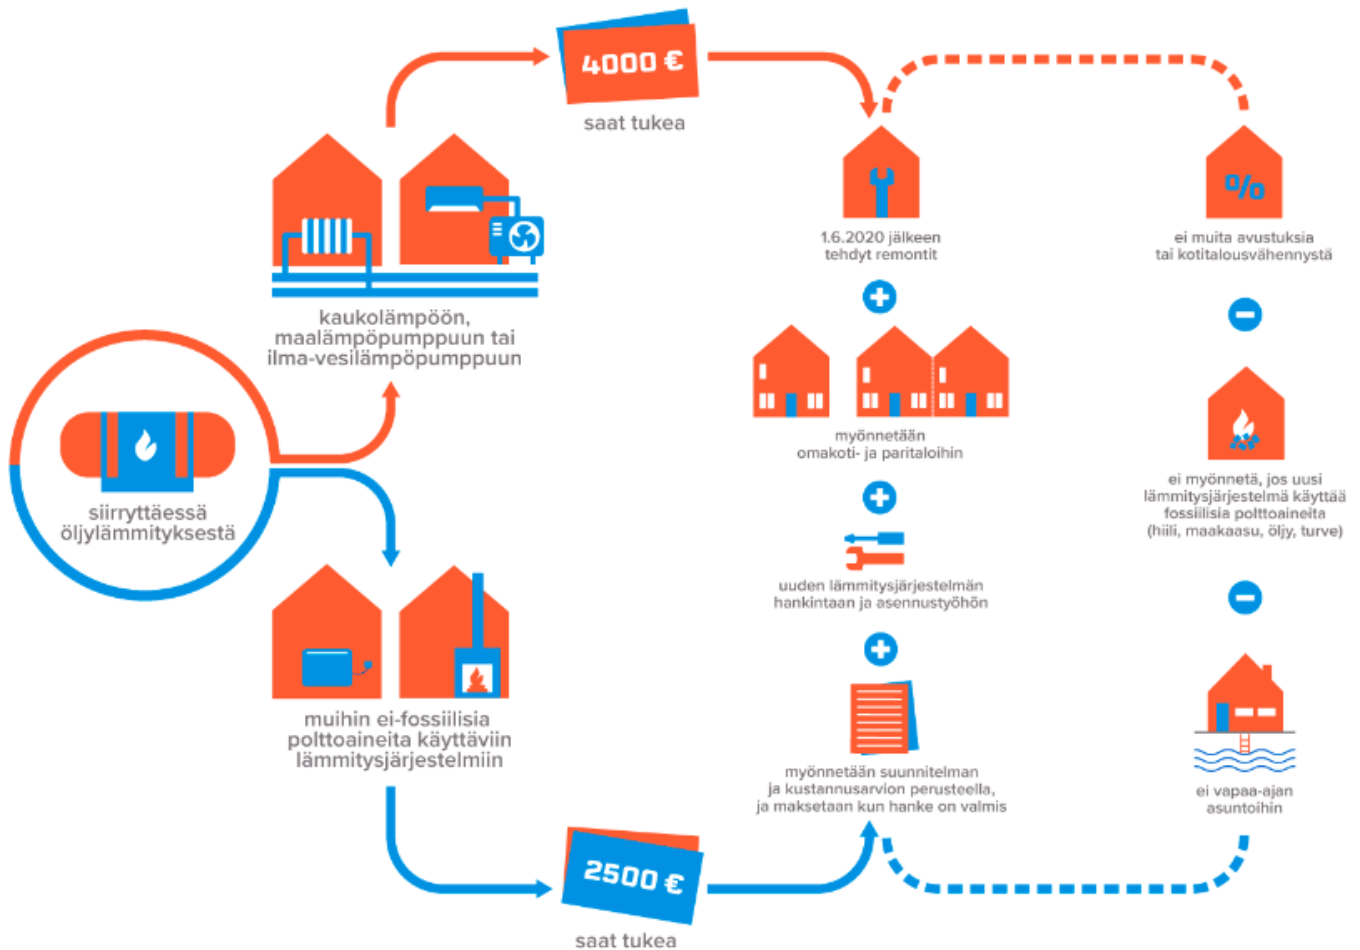 siirryttäessä
öljylämmityksestä
kaukolämpöön,
maalämpöpumppuun tai
ilma-vesilämpöpumppuun
4000 €
saat tukea
muihin ei-fossiilisia
polttoaineita käyttäviin
lämmitysjärjestelmiin
2500 €
saat tukea
1.6.2020 jälkeen
tehdyt remontit
myönnetään
omakoti- ja paritaloihin
uuden lämmitysjärjestelmän
hankintaan ja asennustyöhön
myönnetään suunnitelman
ja kustannusarvion perusteella,
ja maksetaan kun hanke on valmis
%
ei muita avustuksia
tai kotitalousvähennystä
ei myönnetä, jos uusi
lämmitysjärjestelmä käyttää
fossiilisia polttoaineita
(hiili, maakaasu, öljy, turve)
ei vapaa-ajan
asuntoihin